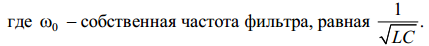 где ω₀ – собственная частота фильтра, равная 1/√LC.